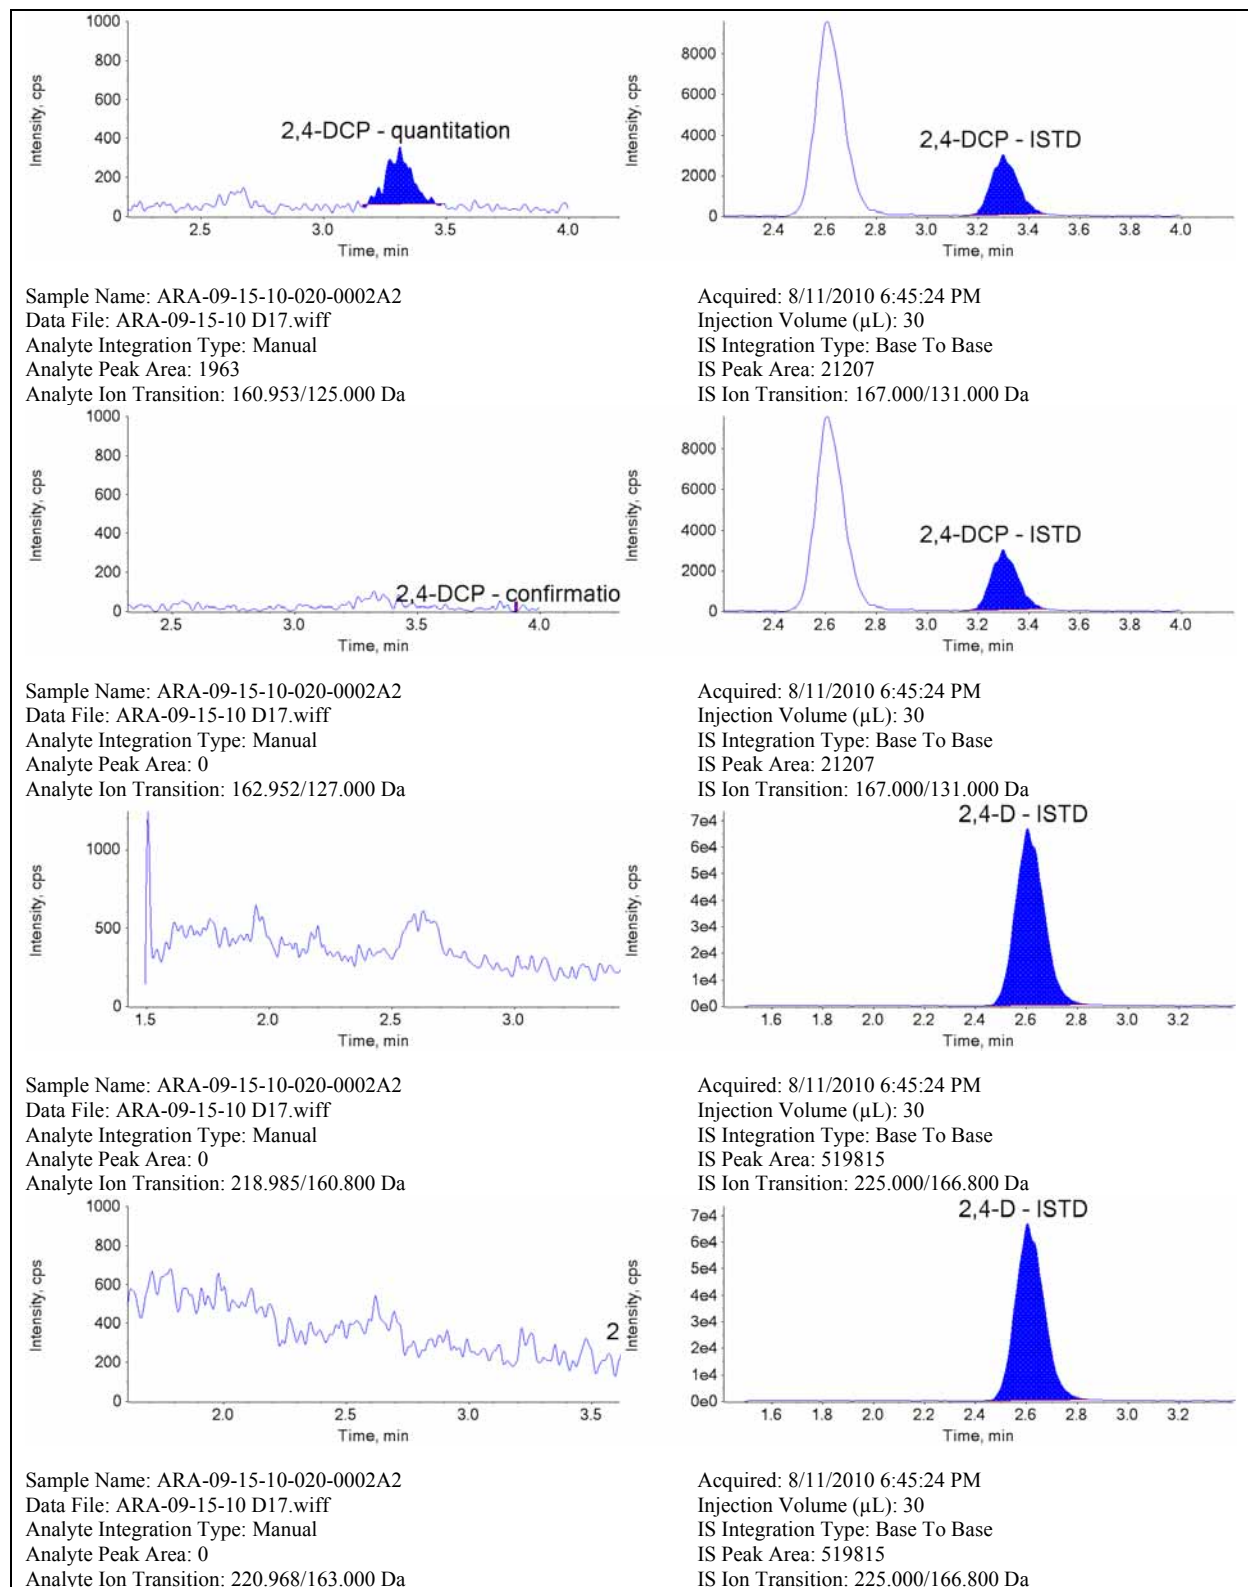 1000
800
600
400
200
0
Intensity, cps
2,4-DCP - quantitation
2.5 3.0 3.5 4.0
Time, min
8000
6000
4000
2000
0
Intensity, cps
2,4-DCP - ISTD
2.4 2.6 2.8 3.0 3.2 3.4 3.6 3.8 4.0
Time, min
Sample Name: ARA-09-15-10-020-0002A2
Data File: ARA-09-15-10 D17.wiff
Analyte Integration Type: Manual
Analyte Peak Area: 1963
Analyte Ion Transition: 160.953/125.000 Da
Acquired: 8/11/2010 6:45:24 PM
Injection Volume (µL): 30
IS Integration Type: Base To Base
IS Peak Area: 21207
IS Ion Transition: 167.000/131.000 Da
1000
800
600
400
200
0
Intensity, cps
2,4-DCP - confirmatio
2.5 3.0 3.5 4.0
Time, min
8000
6000
4000
2000
0
Intensity, cps
2,4-DCP - ISTD
2.4 2.6 2.8 3.0 3.2 3.4 3.6 3.8 4.0
Time, min
Sample Name: ARA-09-15-10-020-0002A2
Data File: ARA-09-15-10 D17.wiff
Analyte Integration Type: Manual
Analyte Peak Area: 0
Analyte Ion Transition: 162.952/127.000 Da
Acquired: 8/11/2010 6:45:24 PM
Injection Volume (µL): 30
IS Integration Type: Base To Base
IS Peak Area: 21207
IS Ion Transition: 167.000/131.000 Da
1000
500
0
Intensity, cps
1.5 2.0 2.5 3.0
Time, min
2,4-D - ISTD
7e4
6e4
5e4
4e4
3e4
2e4
1e4
0e0
Intensity, cps
1.6 1.8 2.0 2.2 2.4 2.6 2.8 3.0 3.2
Time, min
Sample Name: ARA-09-15-10-020-0002A2
Data File: ARA-09-15-10 D17.wiff
Analyte Integration Type: Manual
Analyte Peak Area: 0
Analyte Ion Transition: 218.985/160.800 Da
Acquired: 8/11/2010 6:45:24 PM
Injection Volume (µL): 30
IS Integration Type: Base To Base
IS Peak Area: 519815
IS Ion Transition: 225.000/166.800 Da
1000
800
600
400
200
0
Intensity, cps
2
2.0 2.5 3.0 3.5
Time, min
2,4-D - ISTD
7e4
6e4
5e4
4e4
3e4
2e4
1e4
0e0
Intensity, cps
1.6 1.8 2.0 2.2 2.4 2.6 2.8 3.0 3.2
Time, min
Sample Name: ARA-09-15-10-020-0002A2
Data File: ARA-09-15-10 D17.wiff
Analyte Integration Type: Manual
Analyte Peak Area: 0
Analyte Ion Transition: 220.968/163.000 Da
Acquired: 8/11/2010 6:45:24 PM
Injection Volume (µL): 30
IS Integration Type: Base To Base
IS Peak Area: 519815
IS Ion Transition: 225.000/166.800 Da